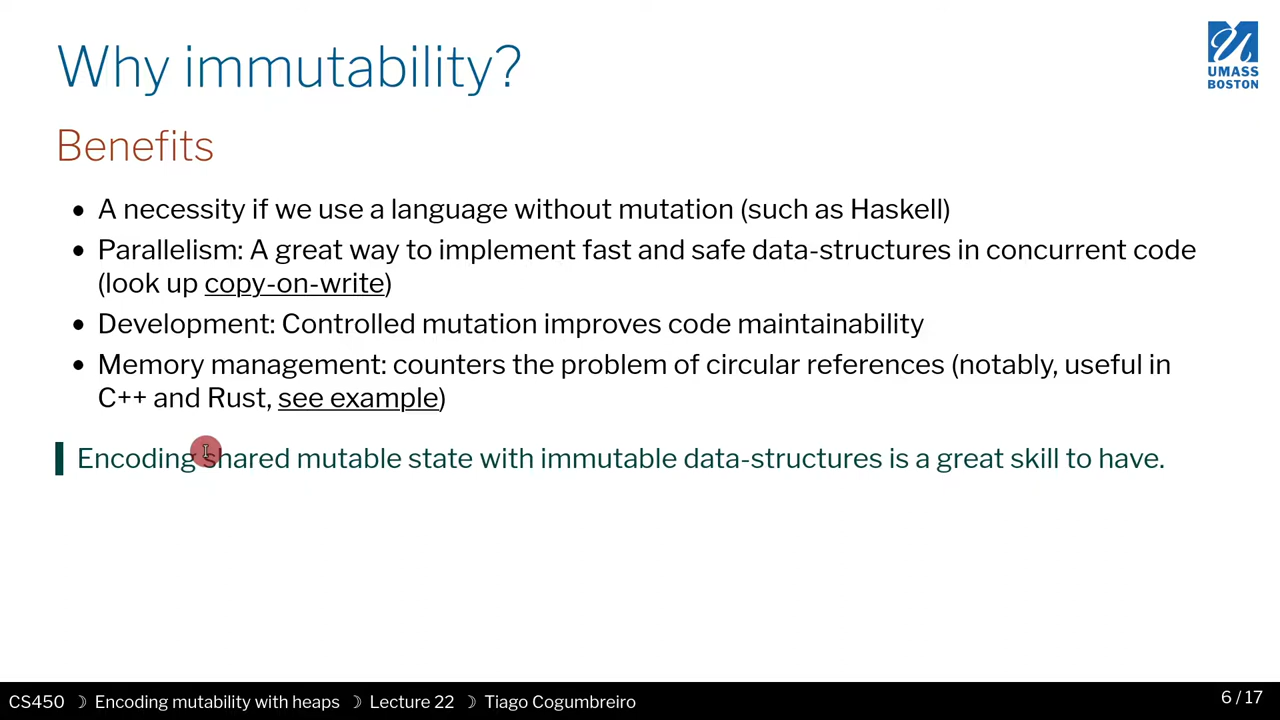 Why immutability?
UMASS
BOSTON
Benefits
• A necessity if we use a language without mutation (such as Haskell)
• Parallelism: A great way to implement fast and safe data-structures in concurrent code
(look up copy-on-write)
• Development: Controlled mutation improves code maintainability
• Memory management: counters the problem of circular references (notably, useful in
C++ and Rust, see example)
Encoding shared mutable state with immutable data-structures is a great skill to have.
CS450 ☽ Encoding mutability with heaps ☽ Lecture 22 ☽ Tiago Cogumbreiro
6 / 17